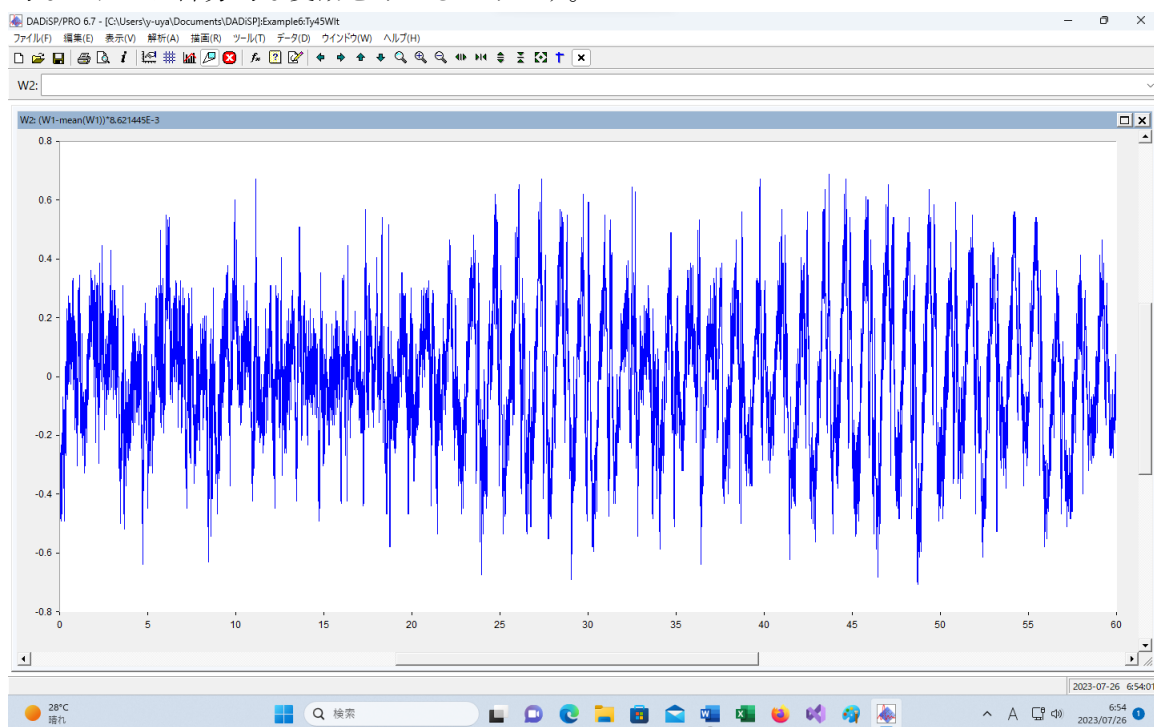 DADiSP/PRO 6.7 - [C:\Users\y-uya\Documents\DADiSP]:Example6:Ty45Wlt
ファイル(F) 編集(E) 表示(V) 解析(A) 描画(R) ツール(T) データ(D) ウインドウ(W) ヘルプ(H)
W2:
W2: (W1-mean(W1))*8.621445E-3
0.8
0.6
0.4
0.2
0
-0.2
-0.4
-0.6
-0.8
0 5 10 15 20 25 30 35 40 45 50 55 60
2023-07-26 6:54:01
28°C
晴れ
検索
A
6:54
2023/07/26